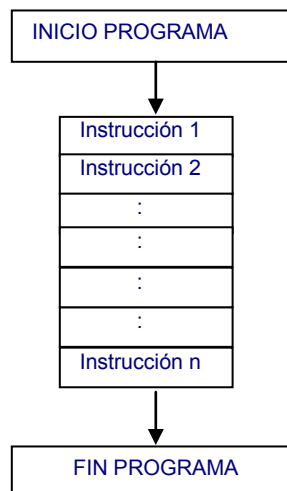 INICIO PROGRAMA
Instrucción 1
Instrucción 2
:
:
:
:
Instrucción n
FIN PROGRAMA